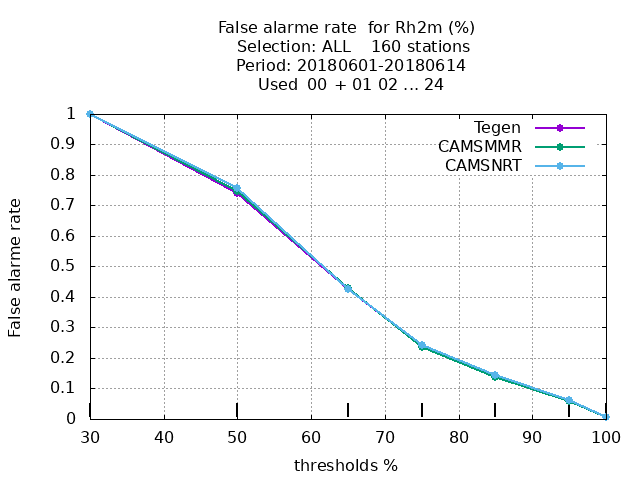 False alarme rate  for Rh2m (%)
Selection: ALL    160 stations
Period: 20180601-20180614
Used  00  + 01 02 ... 24
Tegen
CAMSMMR
CAMSNRT
False alarme rate
1
0.9
0.8
0.7
0.6
0.5
0.4
0.3
0.2
0.1
0
30 40 50 60 70 80 90 100
thresholds %